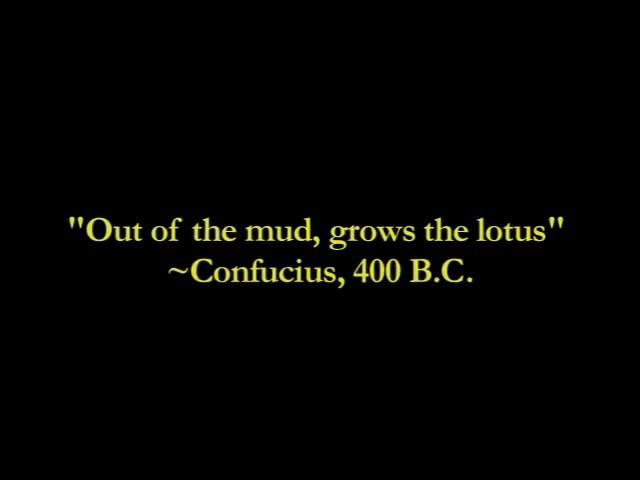 "Out of the mud, grows the lotus"
~Confucius, 400 B.C.